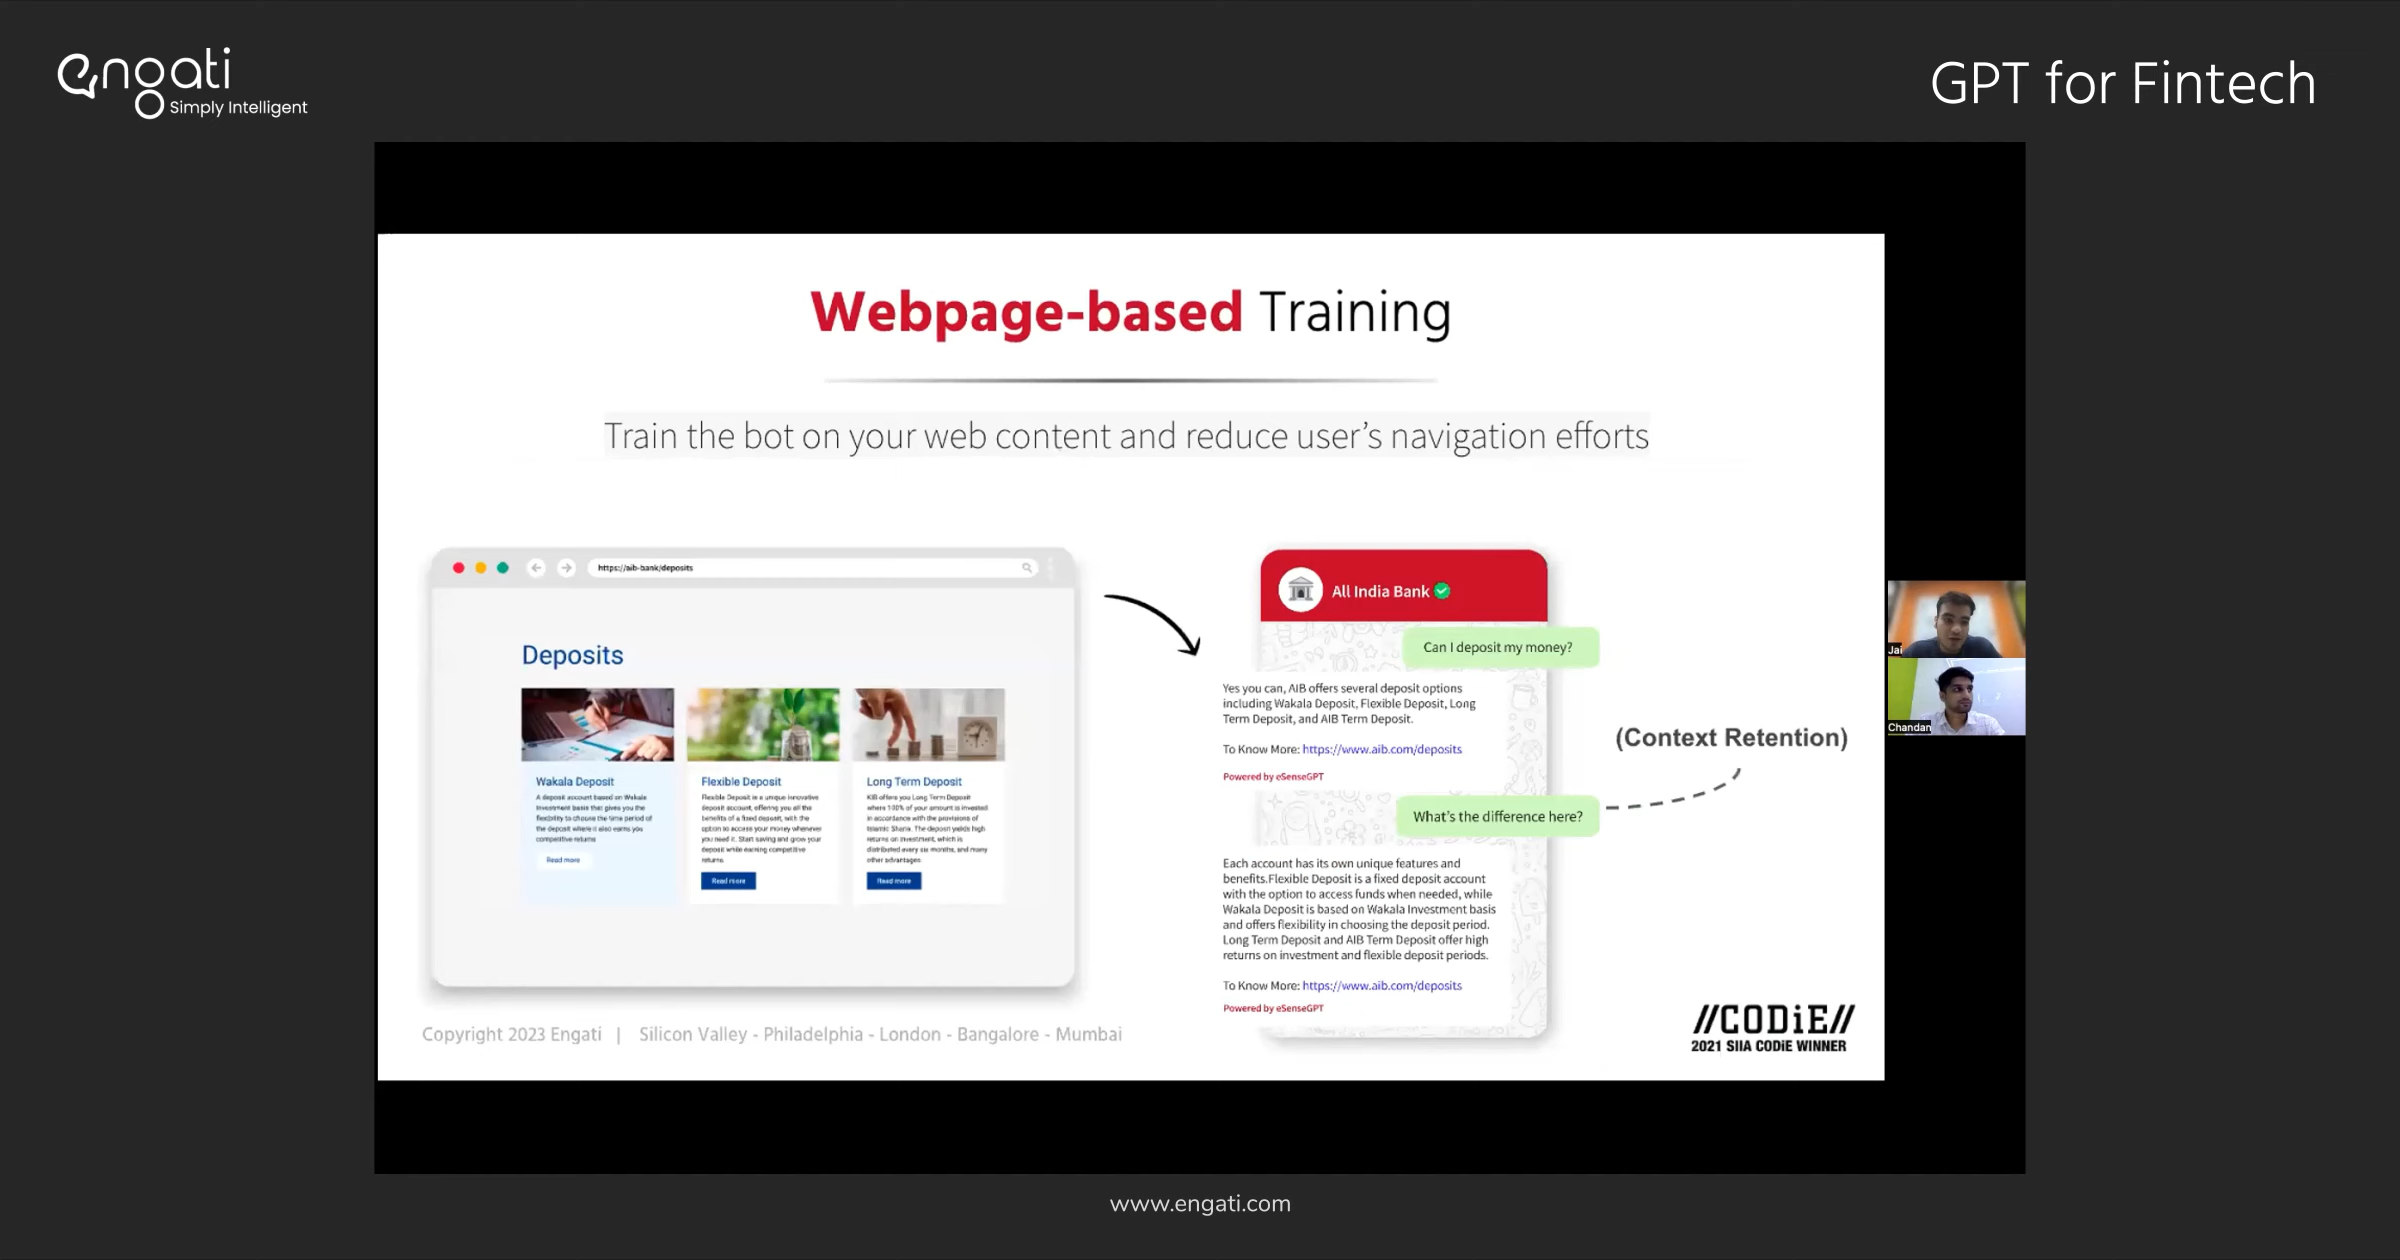 engati
Simply Intelligent
GPT for Fintech
Webpage-based Training
Train the bot on your web content and reduce user's navigation efforts
https://aib-bank/deposits
Deposits
Wakala Deposit
A deposit account based on Wakala
Investment basis that gives you the
flexibility to choose the time period of
the deposit where it also earns you
competitive returns
Read more
Flexible Deposit
Flexible Deposit is a unique innovative
deposit account, offering you all the
benefits of a fixed deposit, with the
option to access your money whenever
you need it. Start saving and grow your
deposit while earning competitive
returns.
Read more
Long Term Deposit
KIB offers you Long Term Deposit
where 100% of your amount is invested
in accordance with the provisions of
Islamic Sharia. The deposit yields high
returns on investment, which is
distributed every six months, and many
other advantages.
Read more
All India Bank
Can I deposit my money?
Yes you can, AIB offers several deposit options
including Wakala Deposit, Flexible Deposit, Long
Term Deposit, and AIB Term Deposit.
To Know More: https://www.aib.com/deposits
Powered by eSenseGPT
What's the difference here?
(Context Retention)
Each account has its own unique features and
benefits.Flexible Deposit is a fixed deposit account
with the option to access funds when needed, while
Wakala Deposit is based on Wakala Investment basis
and offers flexibility in choosing the deposit period.
Long Term Deposit and AIB Term Deposit offer high
returns on investment and flexible deposit periods.
To Know More: https://www.aib.com/deposits
Powered by eSenseGPT
Jai
Chandan
Copyright 2023 Engati | Silicon Valley - Philadelphia - London - Bangalore - Mumbai
//CODiE//
2021 SIIA CODiE WINNER
www.engati.com